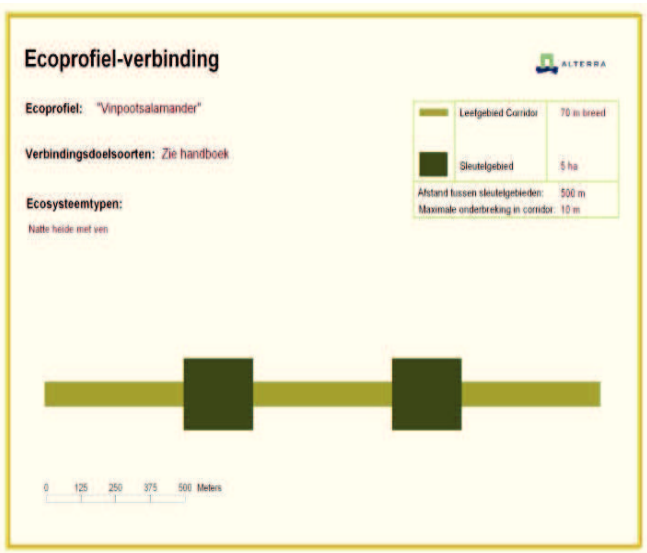 Ecoprofiel-verbinding
ALTERRA
Ecoprofiel: "Vinpootsalamander"
Verbindingsdoelsoorten: Zie handboek
Ecosysteemtypen:
Natte heide met ven
Leefgebied Corridor 70 m breed
Sleutelgebied 5 ha
Afstand tussen sleutelgebieden: 500 m
Maximale onderbreking in corridor: 10 m
0 125 250 375 500 Meters